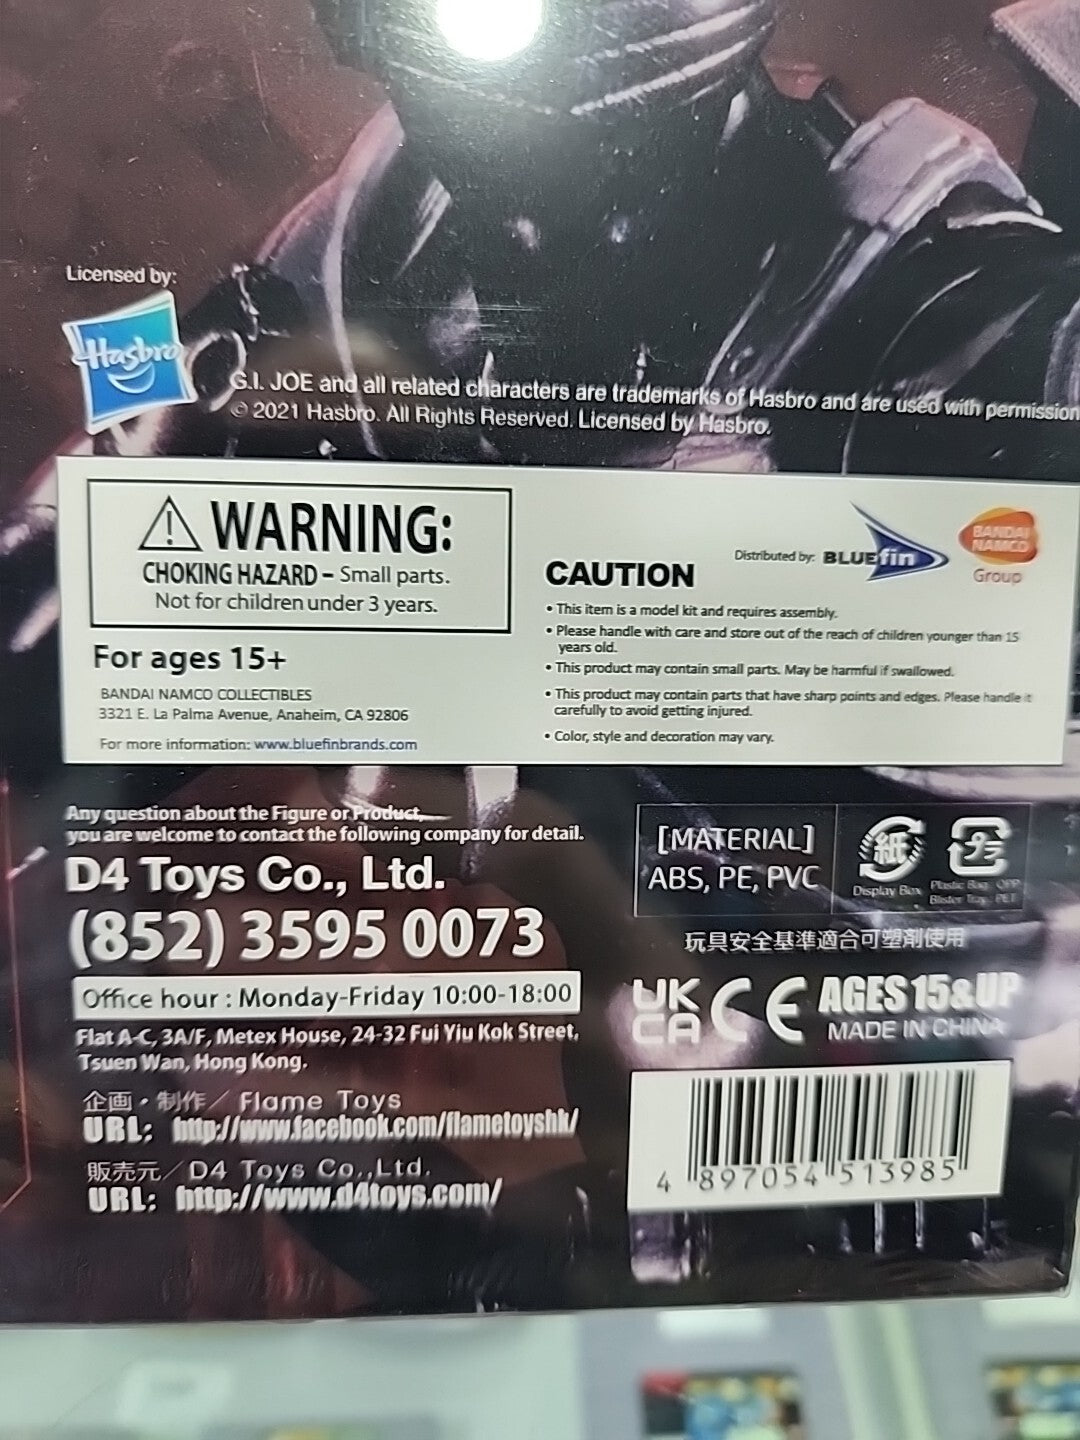 Licensed by:
Hasbro
G.I. JOE and all related characters are trademarks of Hasbro and are used with permission
© 2021 Hasbro. All Rights Reserved. Licensed by Hasbro.
WARNING:
CHOKING HAZARD – Small parts.
Not for children under 3 years.
For ages 15+
BANDAI NAMCO COLLECTIBLES
3321 E. La Palma Avenue, Anaheim, CA 92806
For more information: www.bluefinbrands.com
Distributed by: BLUEfin
BANDAI
NAMCO
Group
CAUTION
• This item is a model kit and requires assembly.
• Please handle with care and store out of the reach of children younger than 15
years old.
• This product may contain small parts. May be harmful if swallowed.
• This product may contain parts that have sharp points and edges. Please handle it
carefully to avoid getting injured.
• Color, style and decoration may vary.
Any question about the Figure or Product,
you are welcome to contact the following company for detail.
D4 Toys Co., Ltd.
(852) 3595 0073
Office hour : Monday-Friday 10:00-18:00
Flat A-C, 3A/F, Metex House, 24-32 Fui Yiu Kok Street,
Tsuen Wan, Hong Kong.
企画・制作／ Flame Toys
URL: http://www.facebook.com/flametoyshk/
販売元／D4 Toys Co.,Ltd.
URL: http://www.d4toys.com/
[MATERIAL]
ABS, PE, PVC
紙
Display Box
プラ
Plastic Bag : OPP
Blister Tray : PET
玩具安全基準適合可塑剤使用
UK
CA
CE
AGES 15&UP
MADE IN CHINA
4 897054 513985